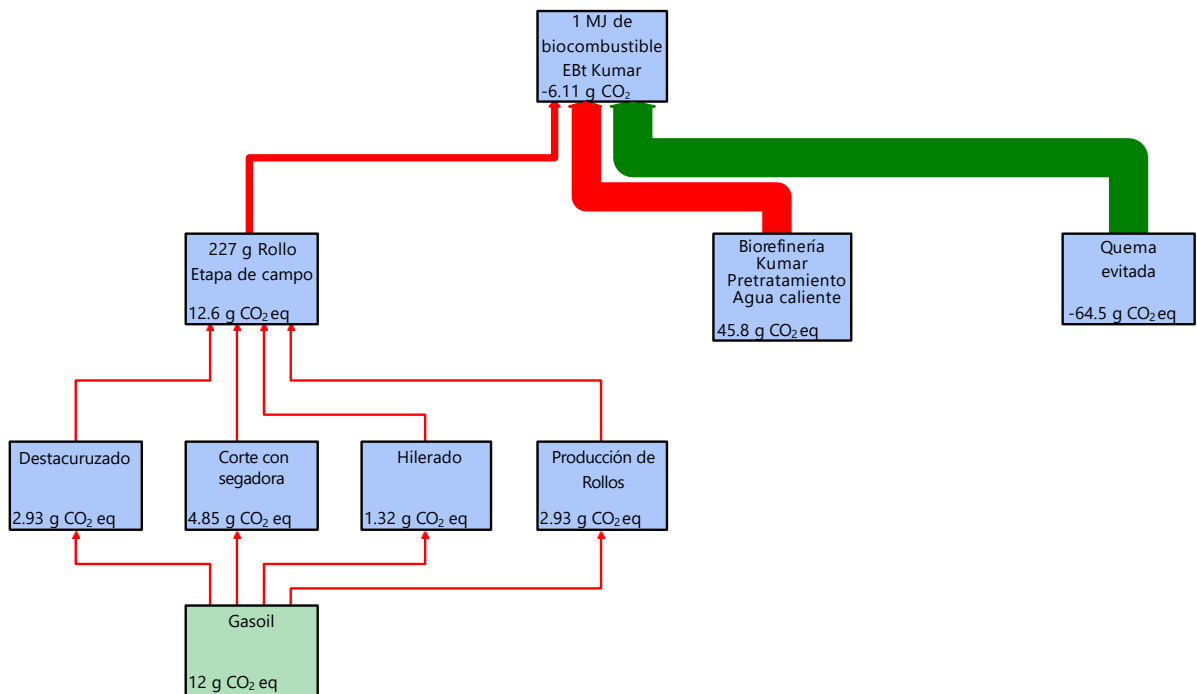 1 MJ de
biocombustible
EBt Kumar
-6.11 g CO₂
227 g Rollo
Etapa de campo
12.6 g CO₂ eq
Biorefinería
Kumar
Pretratamiento
Agua caliente
45.8 g CO₂ eq
Quema
evitada
-64.5 g CO₂ eq
Destacuruzado
2.93 g CO₂ eq
Corte con
segadora
4.85 g CO₂ eq
Hilerado
1.32 g CO₂ eq
Producción de
Rollos
2.93 g CO₂ eq
Gasoil
12 g CO₂ eq